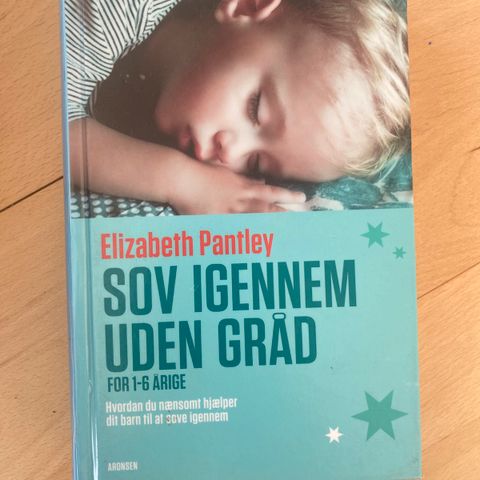 Elizabeth Pantley
SOV IGENNEM
UDEN GRÅD
FOR 1-6 ÅRIGE
Hvordan du nænsomt hjælper
dit barn til at sove igennem
ARONSEN